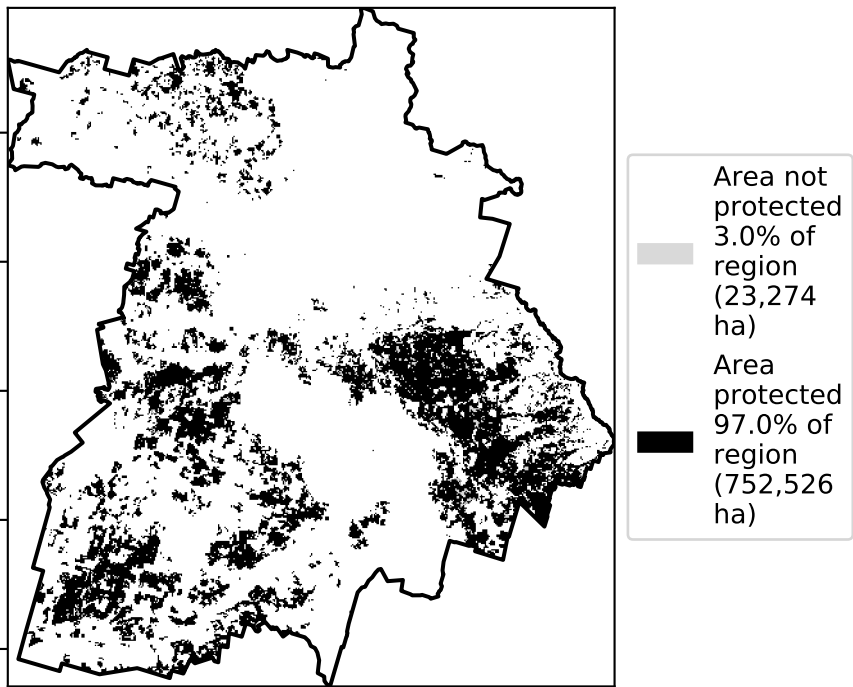 Area not
protected
3.0% of
region
(23,274
ha)
Area
protected
97.0% of
region
(752,526
ha)